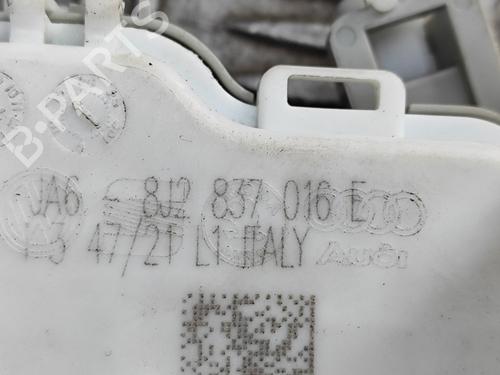 B-PARTS
JA6 8J2 837 016 E
47/21 L1 ITALY
Audi